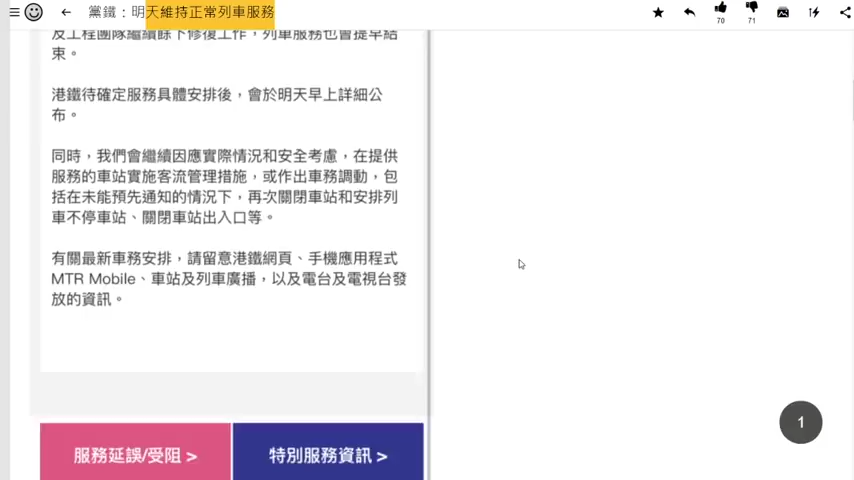 黨鐵：明天維持正常列車服務
70
71
及工程團隊繼續餘下修復工作，列車服務也會提早結
束。
港鐵待確定服務具體安排後，會於明天早上詳細公
布。
同時，我們會繼續因應實際情況和安全考慮，在提供
服務的車站實施客流管理措施，或作出車務調動，包
括在未能預先通知的情況下，再次關閉車站和安排列
車不停車站、關閉車站出入口等。
有關最新車務安排，請留意港鐵網頁、手機應用程式
MTR Mobile、車站及列車廣播，以及電台及電視台發
放的資訊。
1
服務延誤/受阻 >
特別服務資訊 >